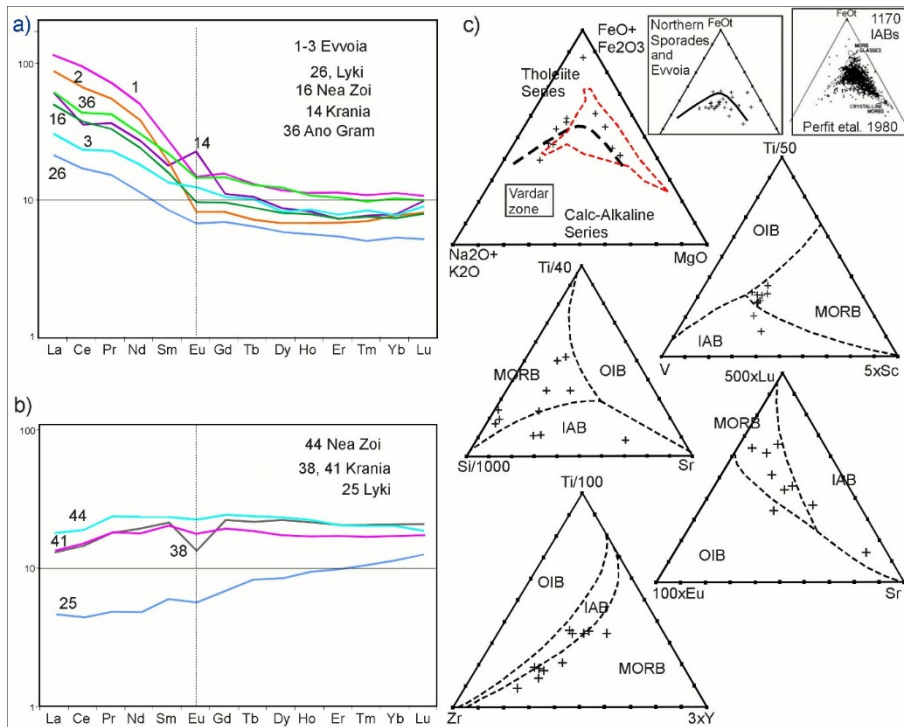 a)
100
10
1
1-3 Evvoia
26, Lyki
16 Nea Zoi
14 Krania
36 Ano Gram
2
1
36
3
16
26
14
La Ce Pr Nd Sm Eu Gd Tb Dy Ho Er Tm Yb Lu
b)
100
10
1
44 Nea Zoi
38, 41 Krania
25 Lyki
44
41
38
25
La Ce Pr Nd Sm Eu Gd Tb Dy Ho Er Tm Yb Lu
c)
FeO+
Fe2O3
Tholeiite
Series
Vardar
zone
Calc-Alkaline
Series
Na2O+
K2O
MgO
Northern
Sporades
and
Evvoia
FeOt
FeOt
1170
IABs
MORB
GLASSES
CRYSTALLINE
MORBS
Perfit etal. 1980
Ti/50
OIB
MORB
IAB
V
5xSc
Ti/40
MORB
OIB
IAB
Si/1000
Sr
500xLu
MORB
IAB
OIB
100xEu
Sr
Ti/100
OIB
IAB
MORB
Zr
3xY